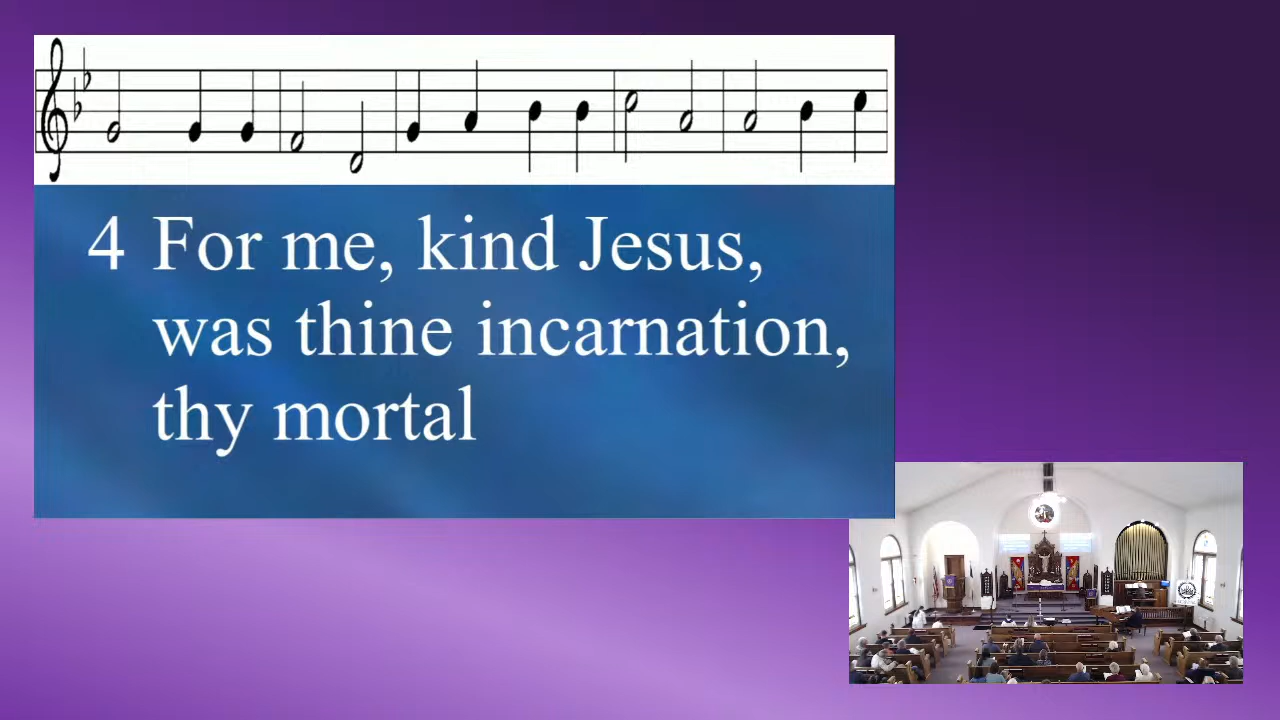 4 For me, kind Jesus,
was thine incarnation,
thy mortal